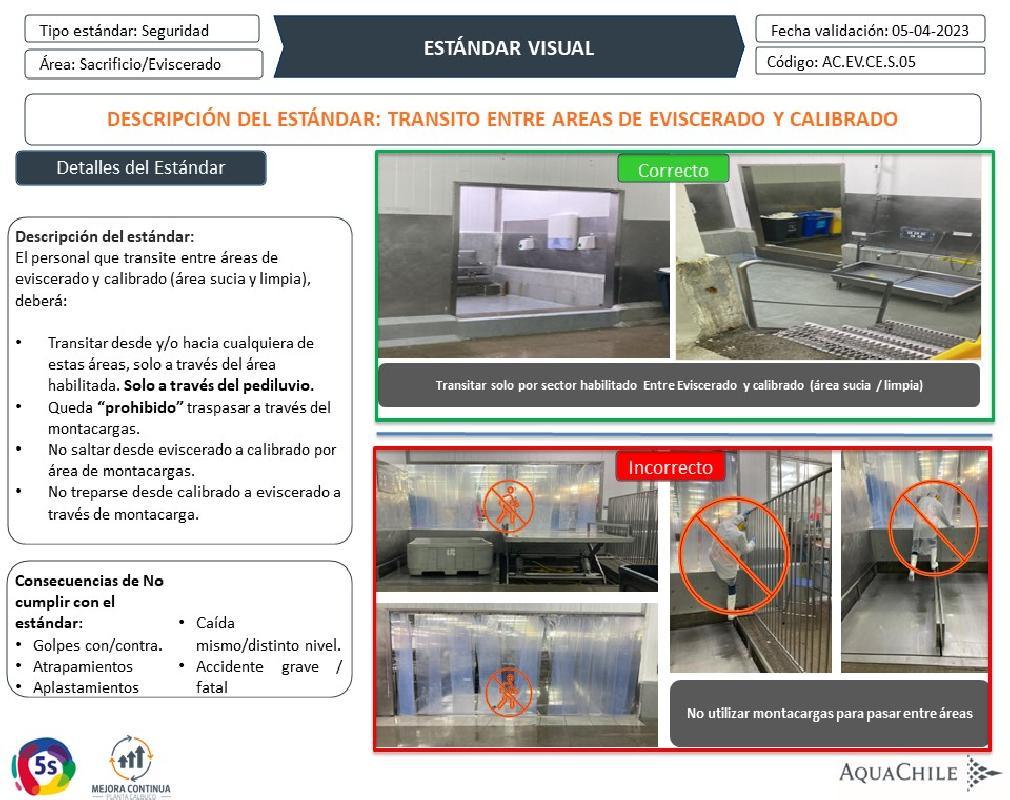 Tipo estándar: Seguridad
Área: Sacrificio/Eviscerado
ESTÁNDAR VISUAL
Fecha validación: 05-04-2023
Código: AC.EV.CE.S.05
DESCRIPCIÓN DEL ESTÁNDAR: TRANSITO ENTRE AREAS DE EVISCERADO Y CALIBRADO
Detalles del Estándar
Descripción del estándar:
El personal que transite entre áreas de
eviscerado y calibrado (área sucia y limpia),
deberá:
• Transitar desde y/o hacia cualquiera de
estas áreas, solo a través del área
habilitada. Solo a través del pediluvio.
• Queda “prohibido” traspasar a través del
montacargas.
• No saltar desde eviscerado a calibrado por
área de montacargas.
• No treparse desde calibrado a eviscerado a
través de montacarga.
Consecuencias de No
cumplir con el
estándar:
• Golpes con/contra.
• Atrapamientos
• Aplastamientos
• Caída
mismo/distinto nivel.
• Accidente grave /
fatal
Correcto
Transitar solo por sector habilitado Entre Eviscerado y calibrado (área sucia / limpia)
Incorrecto
No utilizar montacargas para pasar entre áreas
5s
MEJORA CONTINUA
PLANTA CALBUCO
AQUACHILE